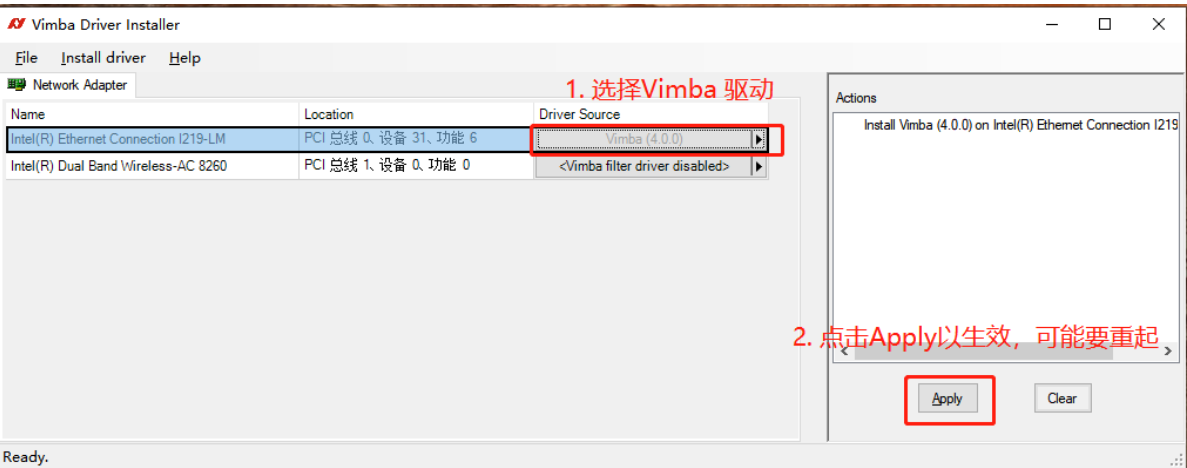 Vimba Driver Installer
File Install driver Help
Network Adapter
1. 选择Vimba 驱动
Name Location Driver Source
Intel(R) Ethernet Connection I219-LM PCI 总线 0、设备 31、功能 6 Vimba (4.0.0)
Intel(R) Dual Band Wireless-AC 8260 PCI 总线 1、设备 0、功能 0 <Vimba filter driver disabled>
Actions
Install Vimba (4.0.0) on Intel(R) Ethernet Connection I219
2. 点击Apply以生效，可能要重起
Apply Clear
Ready.